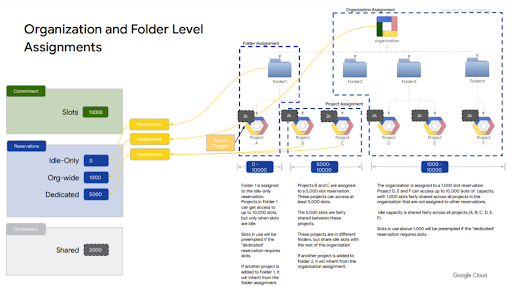 Organization and Folder Level
Assignments
Organization Assignment
organization
Folder Assignment
Folder1
Folder2
Folder3
Folder4
Project Assignment
Commitment
Slots
10000
Reservations
Idle-Only
0
Org-wide
1000
Dedicated
5000
Shared
2000
Assignments
Assignments
Assignments
Admin
Project
2k
2k
2k
2k
2k
2k
Project
A
Project
B
Project
C
Project
D
Project
E
Project
F
0 -
10000
5000-
10000
1000 -
10000
Folder 1 is assigned
to the idle-only
reservation
Projects in Folder 1
can get access to
up to 10,000 slots,
but only when slots
are idle.
Slots in use will be
preempted if the
"dedicated"
reservation requires
slots.
If another project is
added to Folder 1, it
will inherit from the
folder assignment.
Projects B and C are assigned
to a 5,000 slot reservation.
These projects can access at
least 5,000 slots.
The 5,000 slots are fairly
shared between these
projects.
These projects are in different
folders, but share idle slots with
the rest of the organization.
If another project is added to
Folder 2, it will inherit from the
organization assignment.
The organization is assigned to a 1,000 slot reservation.
Project D, E and F can access up to 10,000 slots of capacity,
with 1,000 slots fairly shared across all projects in the
organization that are not assigned to other reservations.
Idle capacity is shared fairly across all projects (A, B, C, D, E,
F).
Slots in use above 1,000 will be preempted if the "dedicated"
reservation requires slots.
Google Cloud